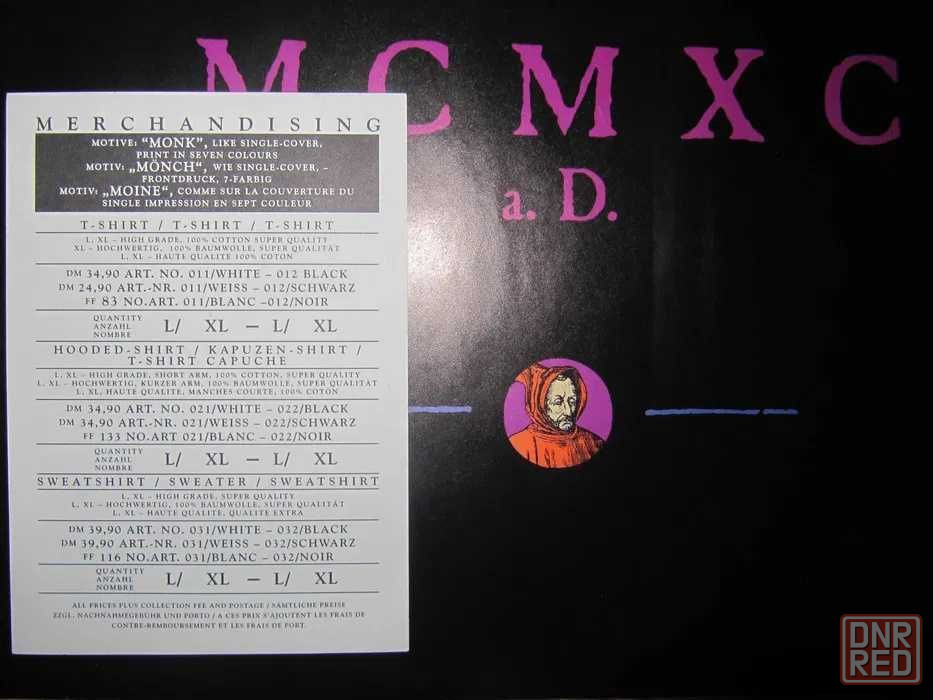 MCMXC
a. D.
MERCHANDISING
MOTIVE: "MONK", LIKE SINGLE-COVER,
PRINT IN SEVEN COLOURS
MOTIV: „MÖNCH“, WIE SINGLE-COVER, –
FRONTDRUCK, 7-FARBIG
MOTIV: „MOINE“, COMME SUR LA COUVERTURE DU
SINGLE IMPRESSION EN SEPT COULEUR
T-SHIRT / T-SHIRT / T-SHIRT
L, XL – HIGH GRADE, 100% COTTON SUPER QUALITY
XL – HOCHWERTIG, 100% BAUMWOLLE, SUPER QUALITÄT
L, XL – HAUTE QUALITE 100% COTON
DM 34,90 ART. NO. 011/WHITE – 012 BLACK
DM 24,90 ART.-NR. 011/WEISS – 012/SCHWARZ
FF 83 NO.ART. 011/BLANC –012/NOIR
QUANTITY
ANZAHL
NOMBRE
L/ XL – L/ XL
HOODED-SHIRT / KAPUZEN-SHIRT /
T-SHIRT CAPUCHE
L, XL – HIGH GRADE, SHORT ARM, 100% COTTON, SUPER QUALITY
L, XL – HOCHWERTIG, KURZER ARM, 100% BAUMWOLLE, SUPER QUALITÄT
L, XL, HAUTE QUALITE, MANCHES COURTE, 100% COTON
DM 34,90 ART. NO. 021/WHITE – 022/BLACK
DM 34,90 ART.-NR. 021/WEISS – 022/SCHWARZ
FF 133 NO.ART 021/BLANC – 022/NOIR
QUANTITY
ANZAHL
NOMBRE
L/ XL – L/ XL
SWEATSHIRT / SWEATER / SWEATSHIRT
L, XL – HIGH GRADE, SUPER QUALITY
L, XL – HOCHWERTIG, 100% BAUMWOLLE, SUPER QUALITÄT
L, XL – HAUTE QUALITE, QUALITE EXTRA
DM 39,90 ART. NO. 031/WHITE – 032/BLACK
DM 39,90 ART.-NR. 031/WEISS – 032/SCHWARZ
FF 116 NO.ART. 031/BLANC – 032/NOIR
QUANTITY
ANZAHL
NOMBRE
L/ XL – L/ XL
ALL PRICES PLUS COLLECTION FEE AND POSTAGE / SÄMTLICHE PREISE
ZZGL. NACHNAHMEGEBÜHR UND PORTO / A CES PRIX S'AJOUTENT LES FRAIS DE
CONTRE-REMBOURSEMENT ET LES FRAIS DE PORT.
DNR
RED